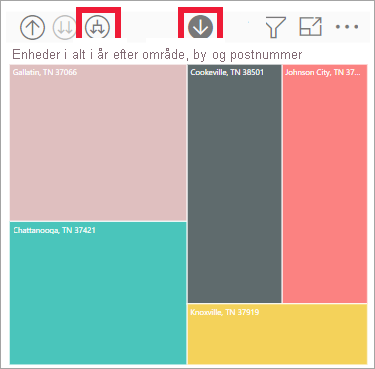 Enheder i alt i år efter område, by og postnummer
Gallatin, TN 37066
Cookeville, TN 38501
Johnson City, TN 37...
Chattanooga, TN 37421
Knoxville, TN 37919